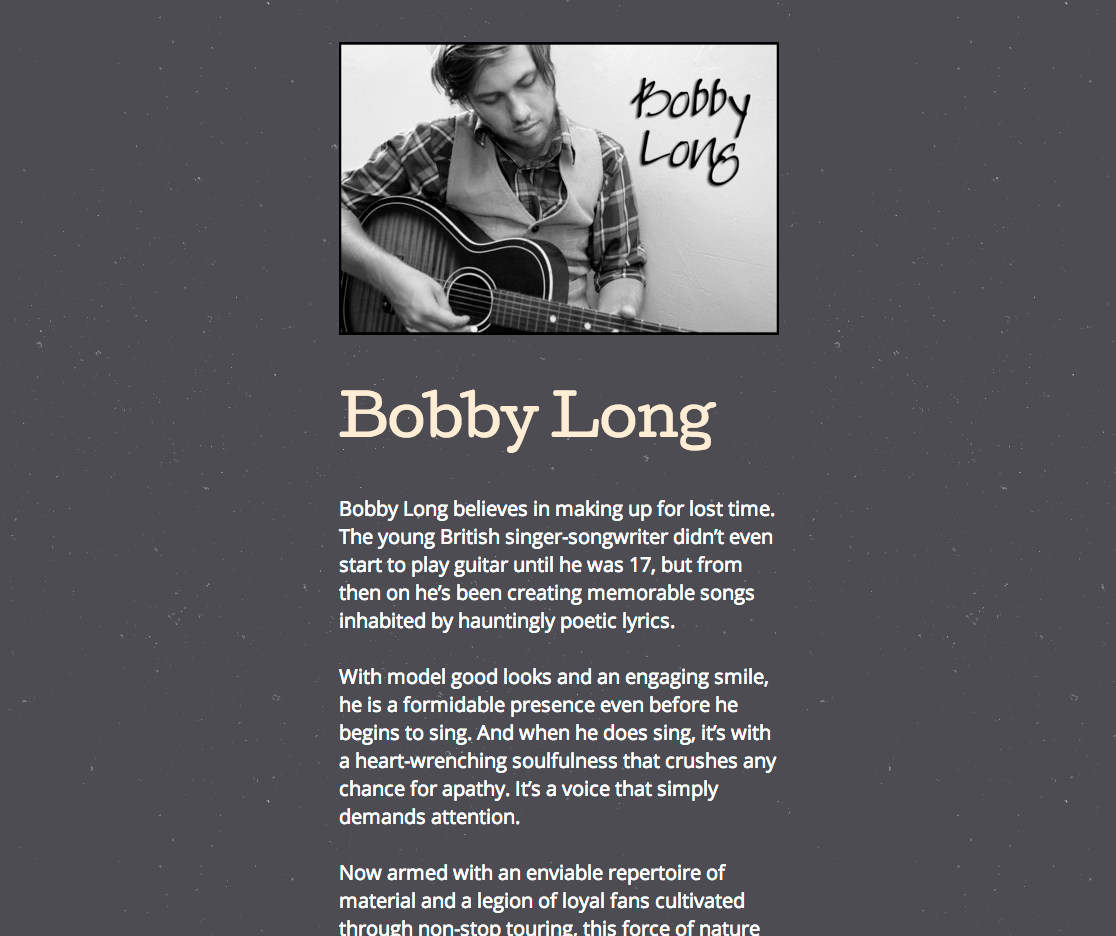 Bobby
Long
Bobby Long
Bobby Long believes in making up for lost time.
The young British singer-songwriter didn’t even
start to play guitar until he was 17, but from
then on he’s been creating memorable songs
inhabited by hauntingly poetic lyrics.
With model good looks and an engaging smile,
he is a formidable presence even before he
begins to sing. And when he does sing, it’s with
a heart-wrenching soulfulness that crushes any
chance for apathy. It’s a voice that simply
demands attention.
Now armed with an enviable repertoire of
material and a legion of loyal fans cultivated
through non-stop touring, this force of nature